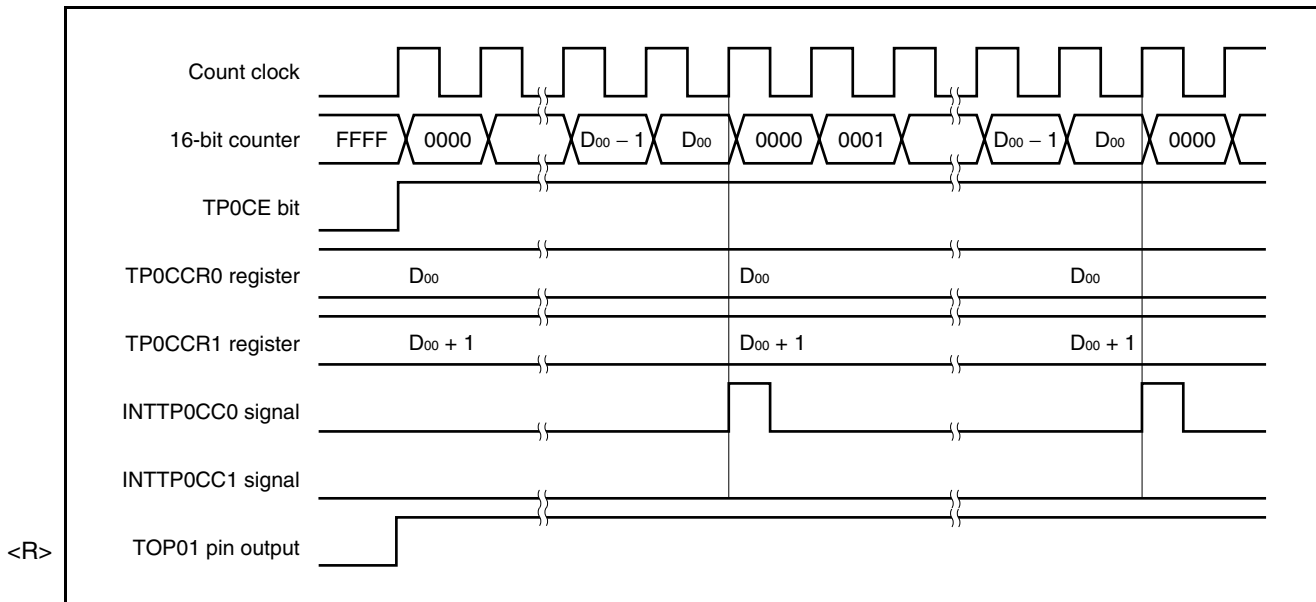 Count clock
16-bit counter FFFF 0000 D00 − 1 D00 0000 0001 D00 − 1 D00 0000
TP0CE bit
TP0CCR0 register D00 D00 D00
TP0CCR1 register D00 + 1 D00 + 1 D00 + 1
INTTP0CC0 signal
INTTP0CC1 signal
<R> TOP01 pin output